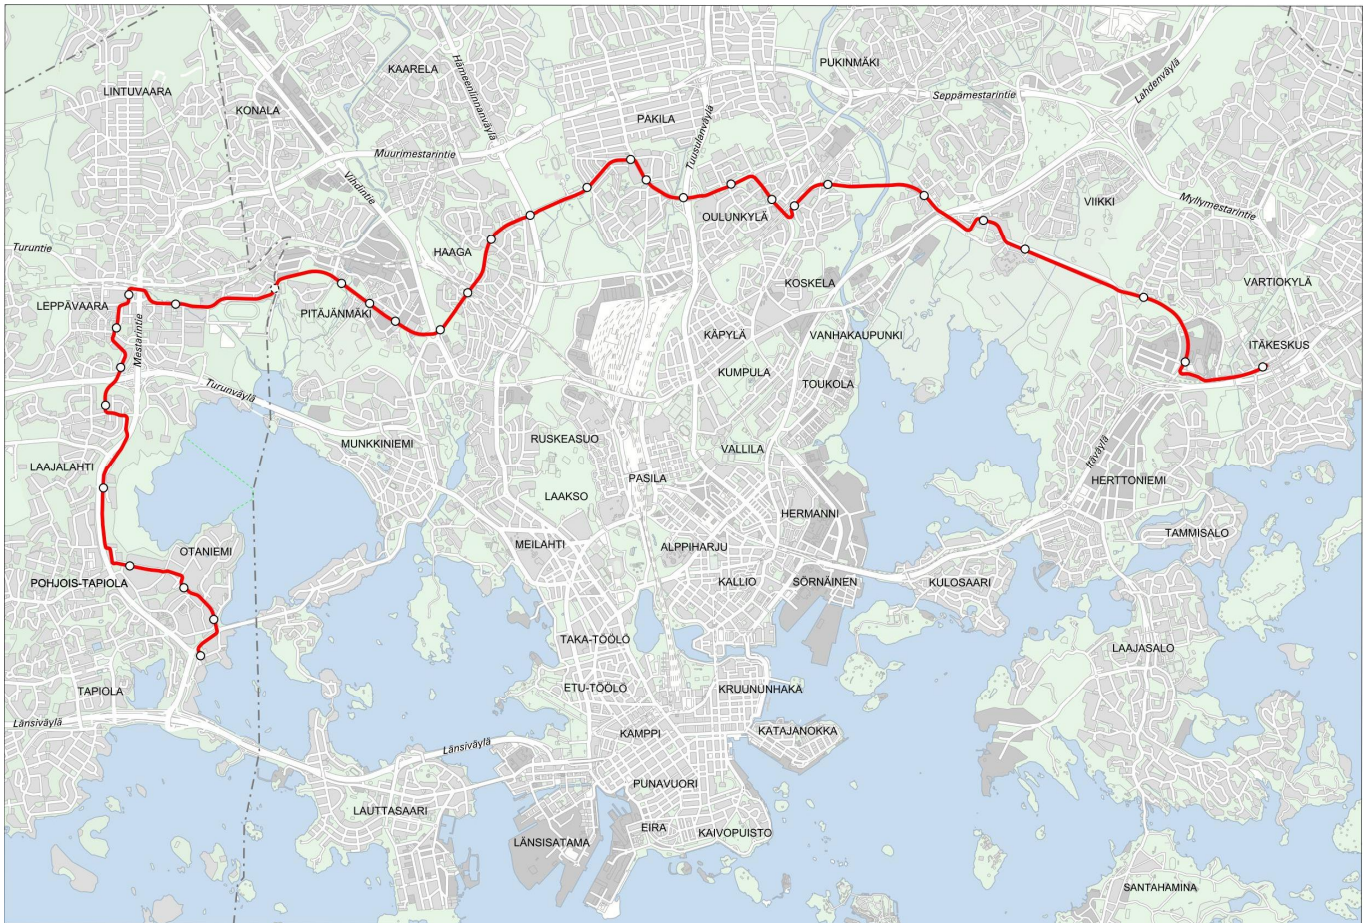 PUKINMÄKI
KAARELA
Hämeenlinnanväylä
Lahdenväylä
LINTUVAARA
Seppämestarintie
KONALA
PAKILA
Tuusulanväylä
Muurimestarintie
Vihdintie
VIIKKI
Myllymestarintie
OULUNKYLÄ
Turuntie
HAAGA
KOSKELA
VARTIOKYLÄ
LEPPÄVAARA
PITÄJÄNMÄKI
Mestarintie
KÄPYLÄ
VANHAKAUPUNKI
ITÄKESKUS
KUMPULA
TOUKOLA
Turunväylä
MUNKKINIEMI
RUSKEASUO
VALLILA
Itäväylä
LAAJALAHTI
PASILA
HERTTONIEMI
LAAKSO
HERMANNI
TAMMISALO
OTANIEMI
MEILAHTI
ALPPIHARJU
POHJOIS-TAPIOLA
KALLIO
SÖRNÄINEN
KULOSAARI
TAKA-TÖÖLÖ
LAAJASALO
TAPIOLA
ETU-TÖÖLÖ
KRUUNUNHAKA
Länsiväylä
KAMPPI
KATAJANOKKA
Länsiväylä
PUNAVUORI
LAUTTASAARI
EIRA
KAIVOPUISTO
LÄNSISATAMA
SANTAHAMINA